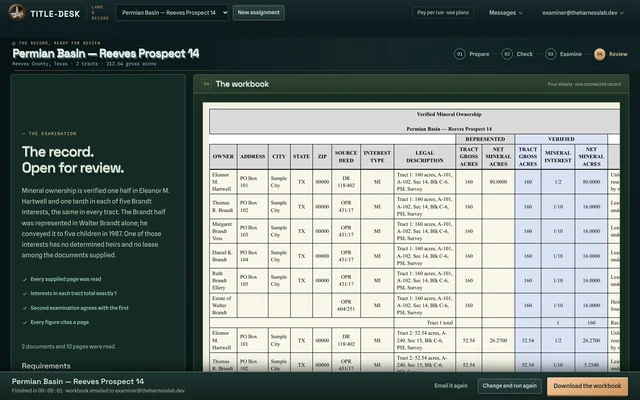 TITLE-DESK
LAND
&
RECORD
Permian Basin — Reeves Prospect 14
New assignment
Pay per run · see plans
Messages
examiner@theharnesslab.dev
THE RECORD, READY FOR REVIEW
Permian Basin — Reeves Prospect 14
Reeves County, Texas · 2 tracts · 212.54 gross acres
01 Prepare
02 Check
03 Examine
04 Review
— THE EXAMINATION
The record.
Open for review.
Mineral ownership is verified one half in Eleanor M.
Hartwell and one tenth in each of five Brandt
interests, the same in every tract. The Brandt half
was represented in Walter Brandt alone; he
conveyed it to five children in 1987. One of those
interests has no determined heirs and no lease
among the documents supplied.
✓ Every supplied page was read
✓ Interests in each tract total exactly 1
✓ Second examination agrees with the first
✓ Every figure cites a page
2 documents and 10 pages were read.
Requirements
04 The workbook
Four sheets · one connected record
Verified Mineral Ownership
Permian Basin — Reeves Prospect 14
REPRESENTED VERIFIED
OWNER ADDRESS CITY STATE ZIP SOURCE DEED INTEREST TYPE LEGAL DESCRIPTION TRACT GROSS ACRES NET MINERAL ACRES TRACT GROSS ACRES MINERAL INTEREST NET MINERAL ACRES
Eleanor M. Hartwell PO Box 101 Sample City TX 00000 DR 118/402 MI Tract 1: 160 acres, A-102. Sec 14, Blk C-6, PSL Survey 160 80.0000 160 1/2 80.0000
Thomas R. Brandt PO Box 102 Sample City TX 00000 OPR 431/17 MI Tract 1: 160 acres, A-102. Sec 14, Blk C-6, PSL Survey 160 160 1/10 16.0000
Margaret Brandt Voss PO Box 103 Sample City TX 00000 OPR 431/17 MI Tract 1: 160 acres, A-102. Sec 14, Blk C-6, PSL Survey 160 160 1/10 16.0000
Daniel K. Brandt PO Box 104 Sample City TX 00000 OPR 431/17 MI Tract 1: 160 acres, A-102. Sec 14, Blk C-6, PSL Survey 160 160 1/10 16.0000
Ruth Brandt Ellery PO Box 105 Sample City TX 00000 OPR 431/17 MI Tract 1: 160 acres, A-102. Sec 14, Blk C-6, PSL Survey 160 160 1/10 16.0000
Estate of Walter Brandt OPR 604/251 MI Tract 1: 160 acres, A-102. Sec 14, Blk C-6, PSL Survey 160 160 1/10 16.0000
Tract 1 total 1 160
Eleanor M. Hartwell PO Box 101 Sample City TX 00000 DR 118/402 MI Tract 2: 52.54 acres, A-240. Sec 15, Blk C-6, PSL Survey 52.54 26.2700 52.54 1/2 26.2700
Thomas R. Brandt PO Box 102 Sample City TX 00000 OPR 431/17 MI Tract 2: 52.54 acres, A-240. Sec 15, Blk C-6, 52.54 52.54 1/10 5.2540
Permian Basin — Reeves Prospect 14
Finished in 00:00:01 · workbook emailed to examiner@theharnesslab.dev
Email it again
Change and run again
Download the workbook